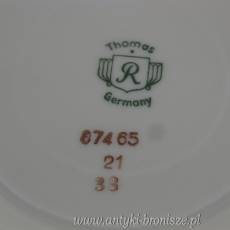 Thomas
R
Germany
67465
21
33
www.antyki-bronisze.pl